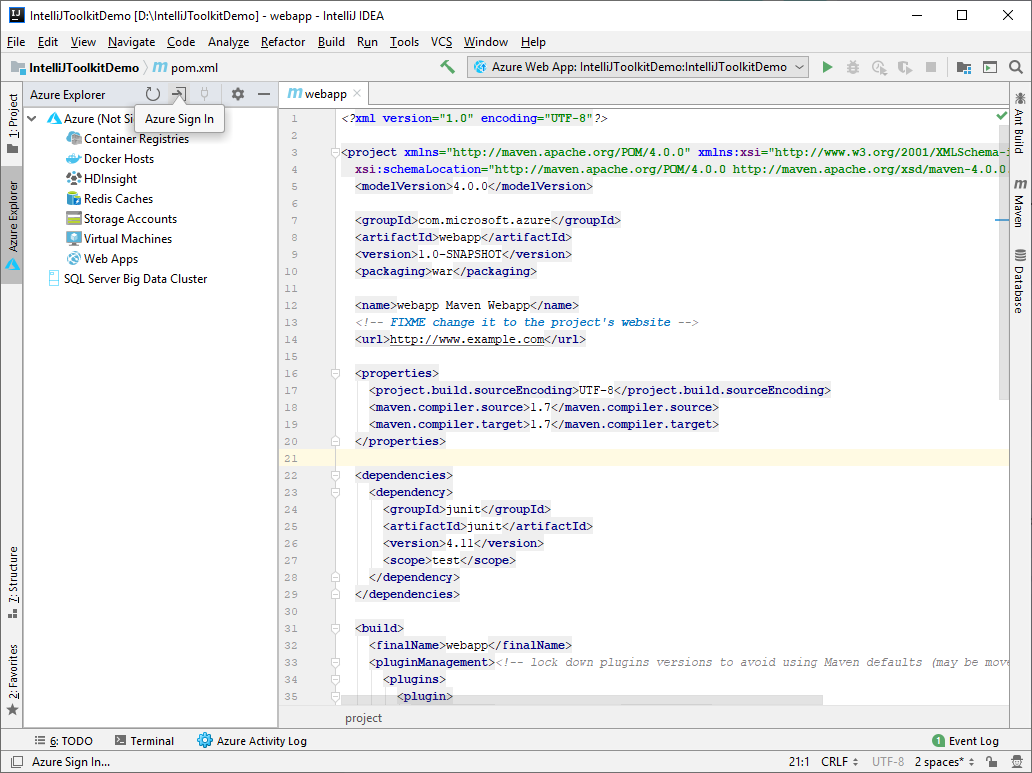 IntelliJToolkitDemo [D:\IntelliJToolkitDemo] - webapp - IntelliJ IDEA
File Edit View Navigate Code Analyze Refactor Build Run Tools VCS Window Help
IntelliJToolkitDemo pom.xml Azure Web App: IntelliJToolkitDemo:IntelliJToolkitDemo
1: Project
Azure Explorer
7: Structure
2: Favorites
Azure Explorer
Azure Sign In
Azure (Not Si
Container Registries
Docker Hosts
HDInsight
Redis Caches
Storage Accounts
Virtual Machines
Web Apps
SQL Server Big Data Cluster
webapp
1 <?xml version="1.0" encoding="UTF-8"?>
2
3 <project xmlns="http://maven.apache.org/POM/4.0.0" xmlns:xsi="http://www.w3.org/2001/XMLSchema-i
4 xsi:schemaLocation="http://maven.apache.org/POM/4.0.0 http://maven.apache.org/xsd/maven-4.0.0.
5 <modelVersion>4.0.0</modelVersion>
6
7 <groupId>com.microsoft.azure</groupId>
8 <artifactId>webapp</artifactId>
9 <version>1.0-SNAPSHOT</version>
10 <packaging>war</packaging>
11
12 <name>webapp Maven Webapp</name>
13 <!-- FIXME change it to the project's website -->
14 <url>http://www.example.com</url>
15
16 <properties>
17 <project.build.sourceEncoding>UTF-8</project.build.sourceEncoding>
18 <maven.compiler.source>1.7</maven.compiler.source>
19 <maven.compiler.target>1.7</maven.compiler.target>
20 </properties>
21
22 <dependencies>
23 <dependency>
24 <groupId>junit</groupId>
25 <artifactId>junit</artifactId>
26 <version>4.11</version>
27 <scope>test</scope>
28 </dependency>
29 </dependencies>
30
31 <build>
32 <finalName>webapp</finalName>
33 <pluginManagement><!-- lock down plugins versions to avoid using Maven defaults (may be move
34 <plugins>
35 <plugin>
project
Ant Build
Maven
Database
6: TODO Terminal Azure Activity Log 1 Event Log
Azure Sign In... 21:1 CRLF UTF-8 2 spaces*